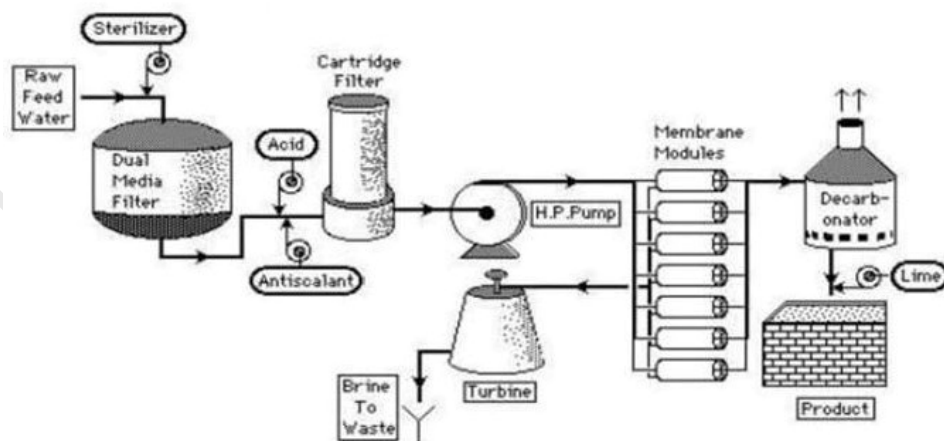 Sterilizer
Raw
Feed
Water
Dual
Media
Filter
Acid
Antiscalant
Cartridge
Filter
H.P.Pump
Turbine
Brine
To
Waste
Membrane
Modules
Decarb-
onator
Lime
Product